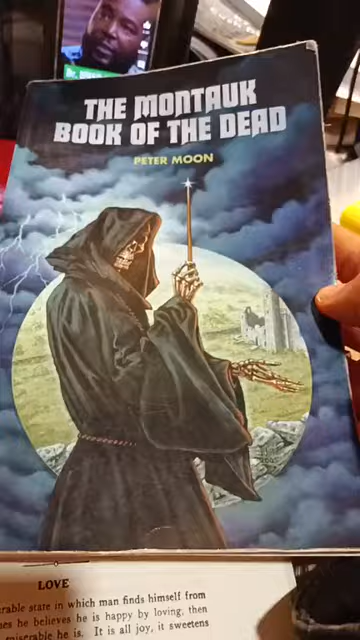 Dr.
THE MONTAUK
BOOK OF THE DEAD
PETER MOON
LOVE
rable state in which man finds himself from
es he believes he is happy by loving, then
miserable he is. It is all joy, it sweetens